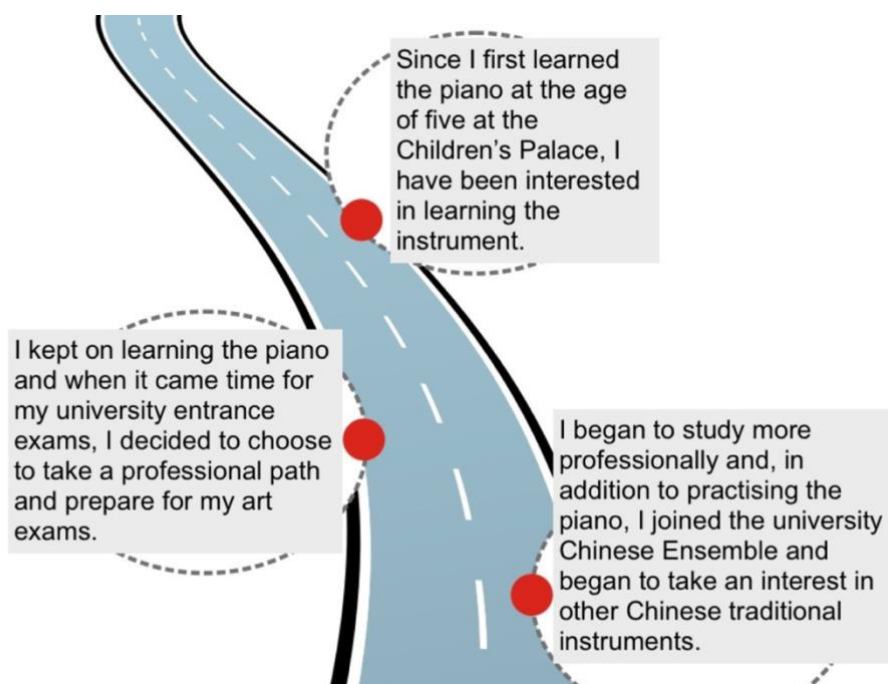 Since I first learned
the piano at the age
of five at the
Children's Palace, I
have been interested
in learning the
instrument.
I kept on learning the piano
and when it came time for
my university entrance
exams, I decided to choose
to take a professional path
and prepare for my art
exams.
I began to study more
professionally and, in
addition to practising the
piano, I joined the university
Chinese Ensemble and
began to take an interest in
other Chinese traditional
instruments.